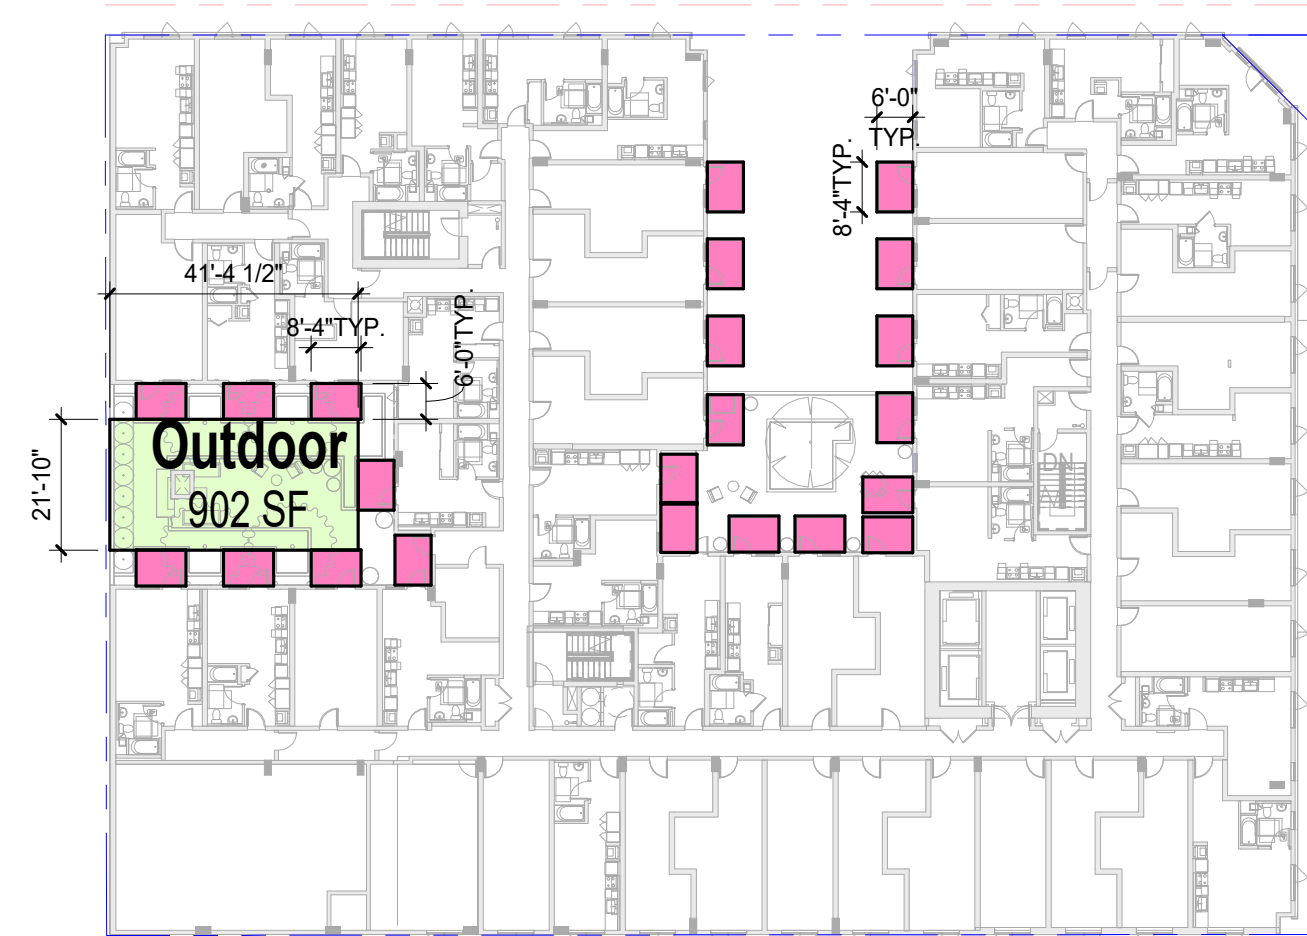 6'-0"
TYP.
8'-4"TYP.
41'-4 1/2"
8'-4"TYP.
6'-0"TYP.
21'-10"
Outdoor
902 SF
DN